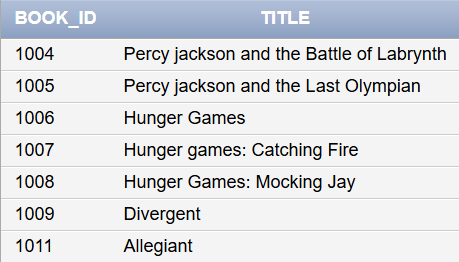 BOOK_ID TITLE
1004 Percy jackson and the Battle of Labrynth
1005 Percy jackson and the Last Olympian
1006 Hunger Games
1007 Hunger games: Catching Fire
1008 Hunger Games: Mocking Jay
1009 Divergent
1011 Allegiant